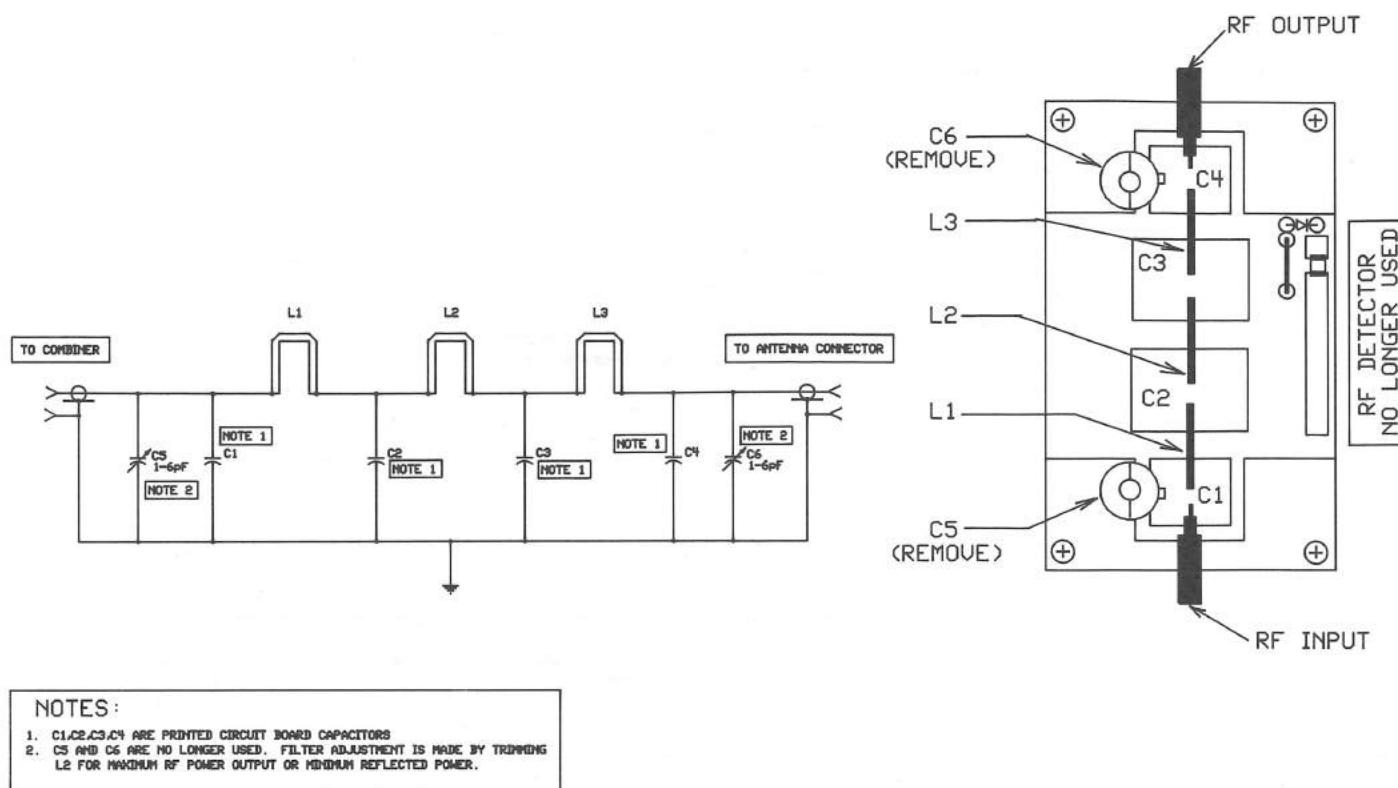 RF OUTPUT
C6
(REMOVE)
C4
L3
C3
L2
C2
L1
C1
C5
(REMOVE)
RF INPUT
RF DETECTOR
NO LONGER USED
L1
L2
L3
TO COMBINER
TO ANTENNA CONNECTOR
C5
1-6pF
NOTE 2
NOTE 1
C1
C2
NOTE 1
C3
NOTE 1
NOTE 1
C4
NOTE 2
C6
1-6pF
NOTES:
1. C1,C2,C3,C4 ARE PRINTED CIRCUIT BOARD CAPACITORS
2. C5 AND C6 ARE NO LONGER USED. FILTER ADJUSTMENT IS MADE BY TRIMMING
L2 FOR MAXIMUM RF POWER OUTPUT OR MINIMUM REFLECTED POWER.